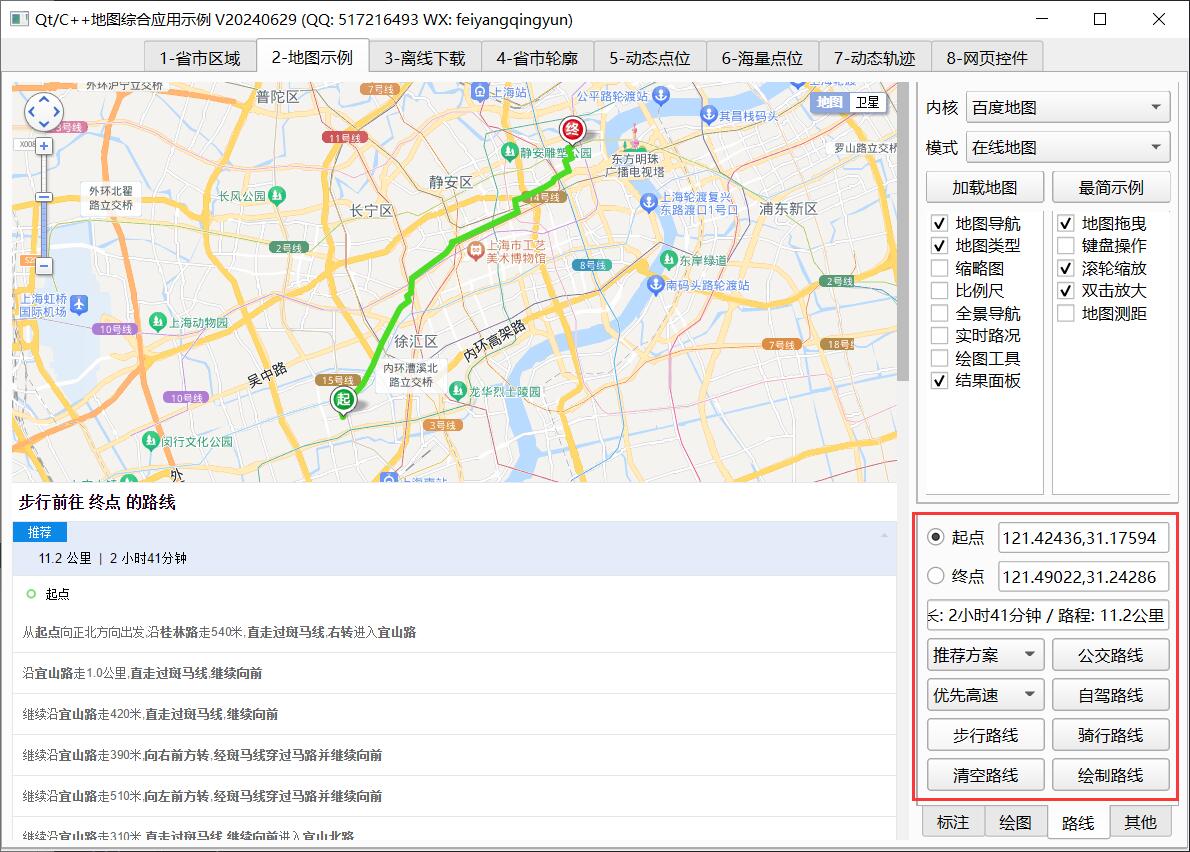 Qt/C++地图综合应用示例 V20240629 (QQ: 517216493 WX: feiyangqingyun)
1-省市区域 2-地图示例 3-离线下载 4-省市轮廓 5-动态点位 6-海量点位 7-动态轨迹 8-网页控件
外环沪宁立交桥
普陀区
7号线
上海站
公平路轮渡站
其昌栈码头
地图 卫星
3号线
X008
11号线
终
静安雕塑公园
东方明珠
广播电视塔
罗山路立交桥
外环北翟
路立交桥
长风公园
静安区
14号线
长宁区
上海轮渡复兴
东路渡口1号口
浦东新区
2号线
上海市工艺
美术博物馆
8号线
东岸绿道
2号线
南码头路轮渡站
上海虹桥
国际机场
10号线
上海动物园
徐汇区
内环高架路
7号线
18号线
吴中路
15号线
内环漕溪北
路立交桥
10号线
起
龙华烈士陵园
3号线
闵行文化公园
外
上海南站
步行前往 终点 的路线
推荐
11.2 公里 | 2 小时41分钟
起点
从起点向正北方向出发,沿桂林路走540米,直走过斑马线,右转进入宜山路
沿宜山路走1.0公里,直走过斑马线,继续向前
继续沿宜山路走420米,直走过斑马线,继续向前
继续沿宜山路走390米,向右前方转,经斑马线穿过马路并继续向前
继续沿宜山路走510米,向左前方转,经斑马线穿过马路并继续向前
继续沿宜山路走310米,直走过斑马线,继续向前进入宜山北路
内核 百度地图
模式 在线地图
加载地图 最简示例
地图导航 地图拖曳
地图类型 键盘操作
缩略图 滚轮缩放
比例尺 双击放大
全景导航 地图测距
实时路况
绘图工具
结果面板
起点 121.42436,31.17594
终点 121.49022,31.24286
长: 2小时41分钟 / 路程: 11.2公里
推荐方案 公交路线
优先高速 自驾路线
步行路线 骑行路线
清空路线 绘制路线
标注 绘图 路线 其他